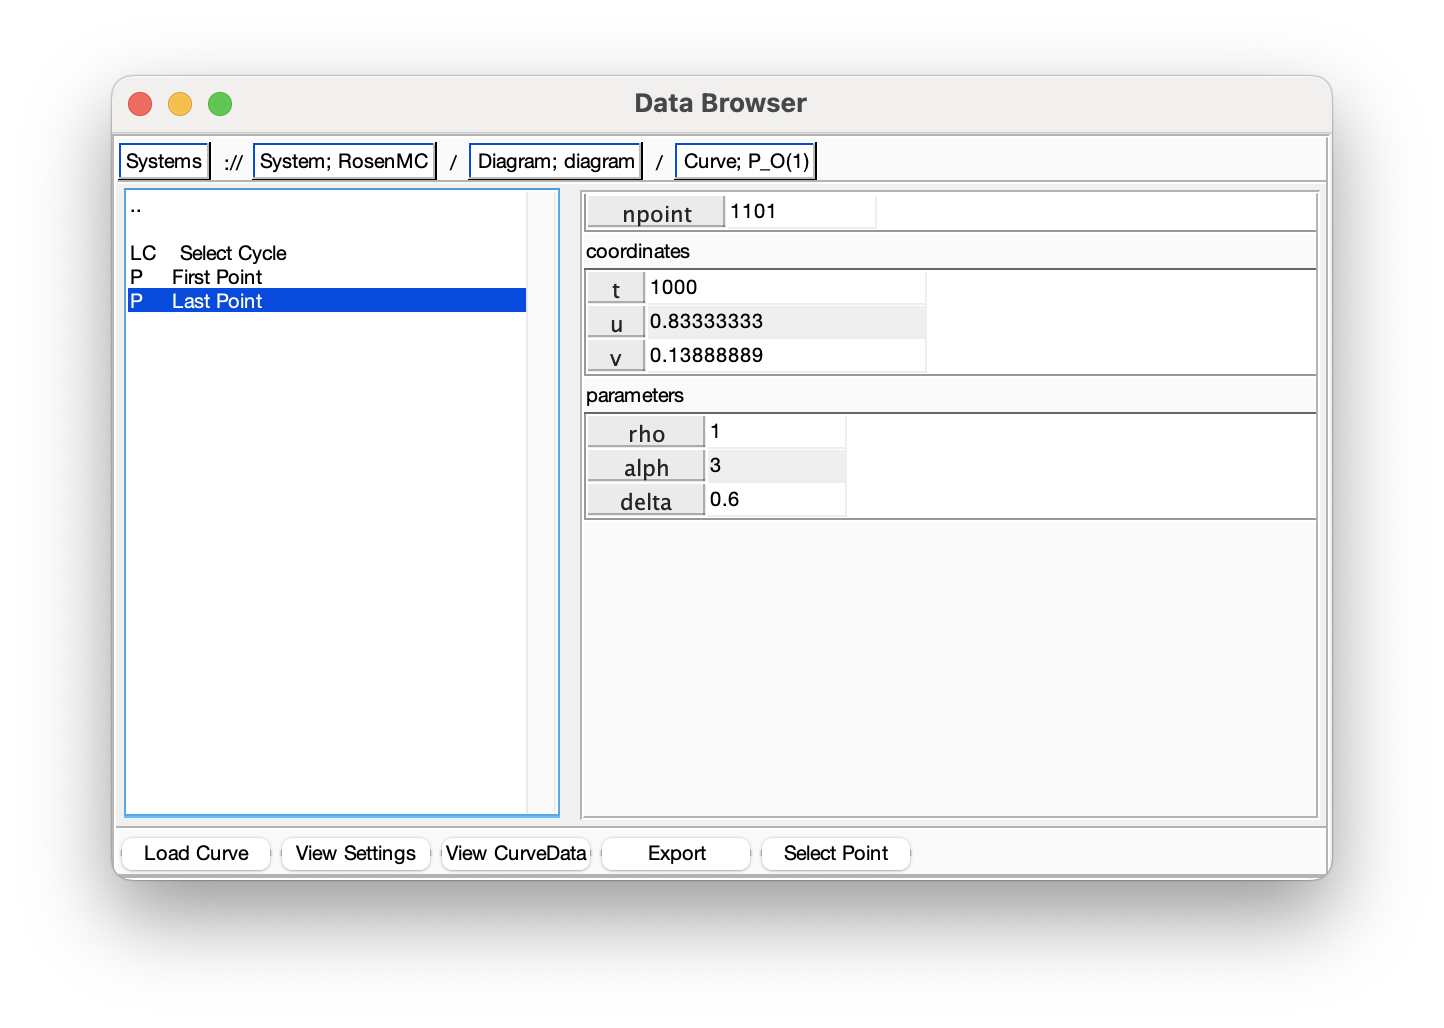 Data Browser
Systems :// System; RosenMC / Diagram; diagram / Curve; P_O(1)
..
LC Select Cycle
P First Point
P Last Point
npoint 1101
coordinates
t 1000
u 0.83333333
v 0.13888889
parameters
rho 1
alph 3
delta 0.6
Load Curve View Settings View CurveData Export Select Point